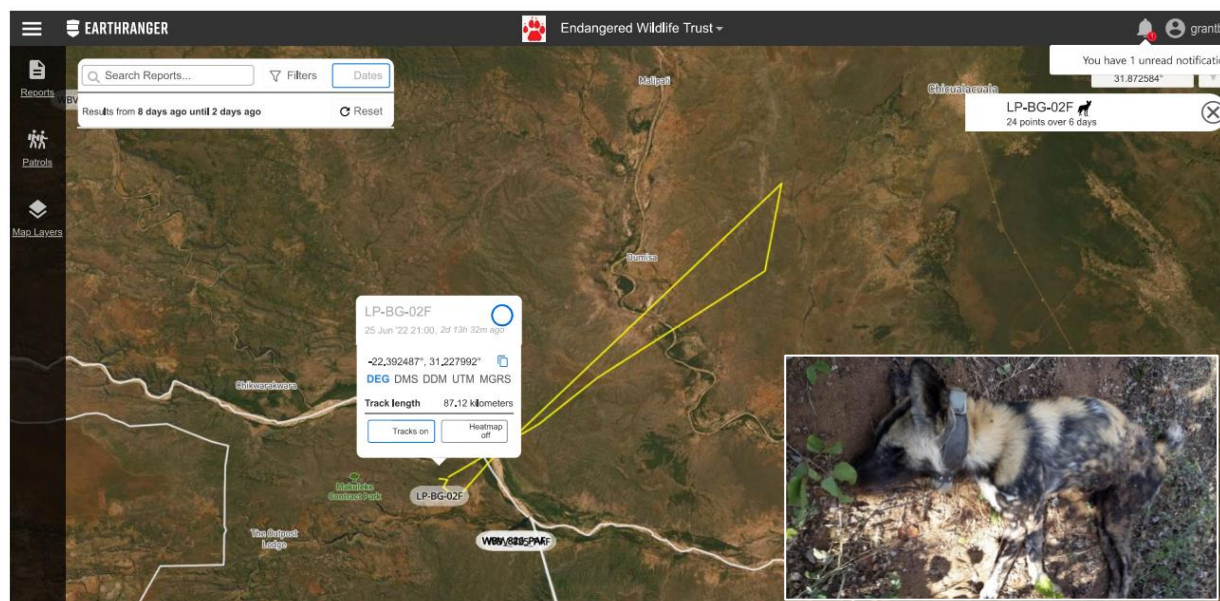 EARTHRANGER
Endangered Wildlife Trust
grantb
You have 1 unread notificatio
Reports
Patrols
Map Layers
Search Reports...
Filters
Dates
Results from 8 days ago until 2 days ago
Reset
31.872584°
LP-BG-02F
24 points over 6 days
Malipati
Chicualacuala
Dumisa
Chikwarakwara
LP-BG-02F
25 Jun '22 21:00, 2d 13h 32m ago
-22.392487°, 31.227992°
DEG DMS DDM UTM MGRS
Track length 87.12 kilometers
Tracks on
Heatmap off
Makuleke
Contract Park
LP-BG-02F
The Outpost
Lodge